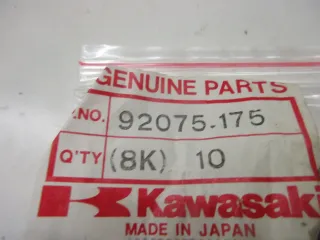 GENUINE PARTS
.NO. 92075-175
Q'TY (8K) 10
Kawasaki
MADE IN JAPAN